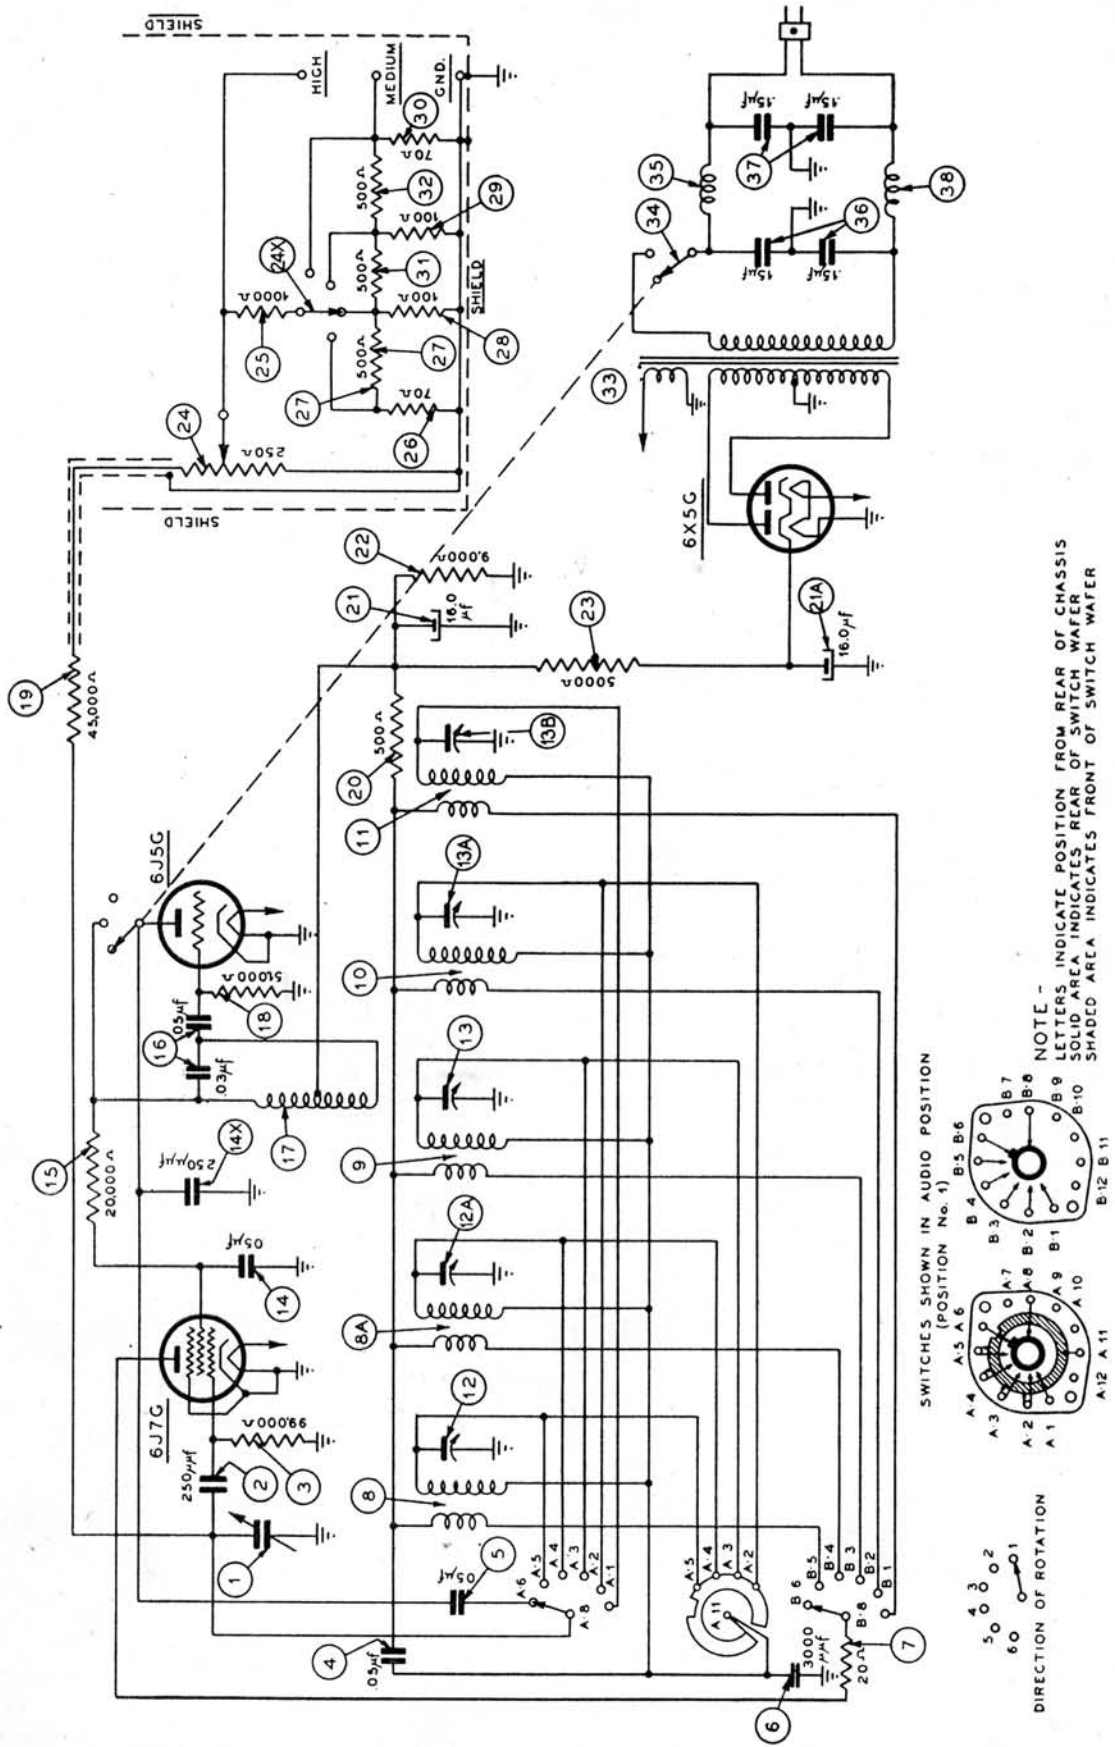 SHIELD
HIGH
MEDIUM
GND.
19
45,000Ω
24
250Ω
SHIELD
25
1000Ω
24X
27
500Ω
27
31
500Ω
32
500Ω
26
70Ω
28
100Ω
29
100Ω
30
70Ω
SHIELD
6J7G
6J5G
15
20,000Ω
250μμf
2
3
99,000Ω
1
14
.05μf
250μμf
14X
16
.03μf
.05μf
18
51,000Ω
17
21
16.0
μf
22
9,000Ω
4
.05μf
5
.05μf
8
12
8A
12A
9
13
10
13A
11
13B
20
500Ω
23
5000Ω
21A
16.0μf
6X5G
33
34
35
36
.15μf
.15μf
37
.15μf
.15μf
38
A·6
A·5
A·4
A·3
A·2
A·1
A·8
A·5
A·4
A·3
A·2
A 11
6
3000
μμf
B 6
B·5
B·4
B 3
B·2
B 1
B·8
20Ω
7
SWITCHES SHOWN IN AUDIO POSITION
(POSITION No. 1)
DIRECTION OF ROTATION
1
2
3
4
5
6
A 1
A·2
A·3
A·4
A·5
A 6
A·7
A·8
A 9
A 10
A 11
A·12
B·1
B·2
B 3
B 4
B·5
B·6
B 7
B·8
B·9
B·10
B 11
B·12
NOTE -
LETTERS INDICATE POSITION FROM REAR OF CHASSIS
SOLID AREA INDICATES REAR OF SWITCH WAFER
SHADED AREA INDICATES FRONT OF SWITCH WAFER